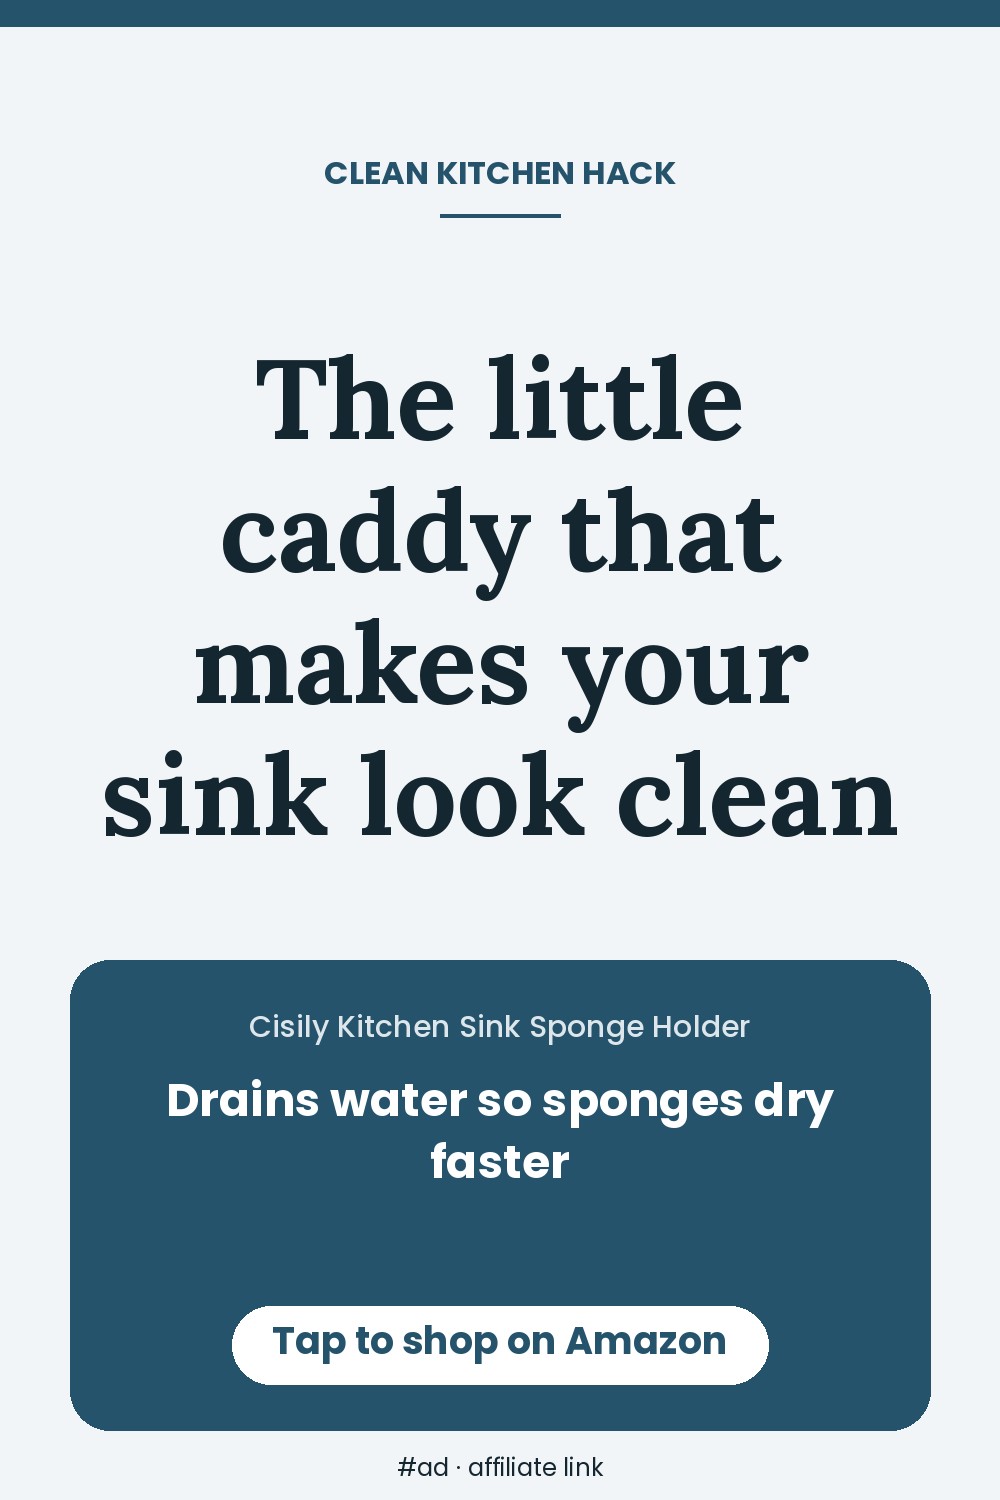 CLEAN KITCHEN HACK
The little
caddy that
makes your
sink look clean
Cisily Kitchen Sink Sponge Holder
Drains water so sponges dry
faster
Tap to shop on Amazon
#ad · affiliate link